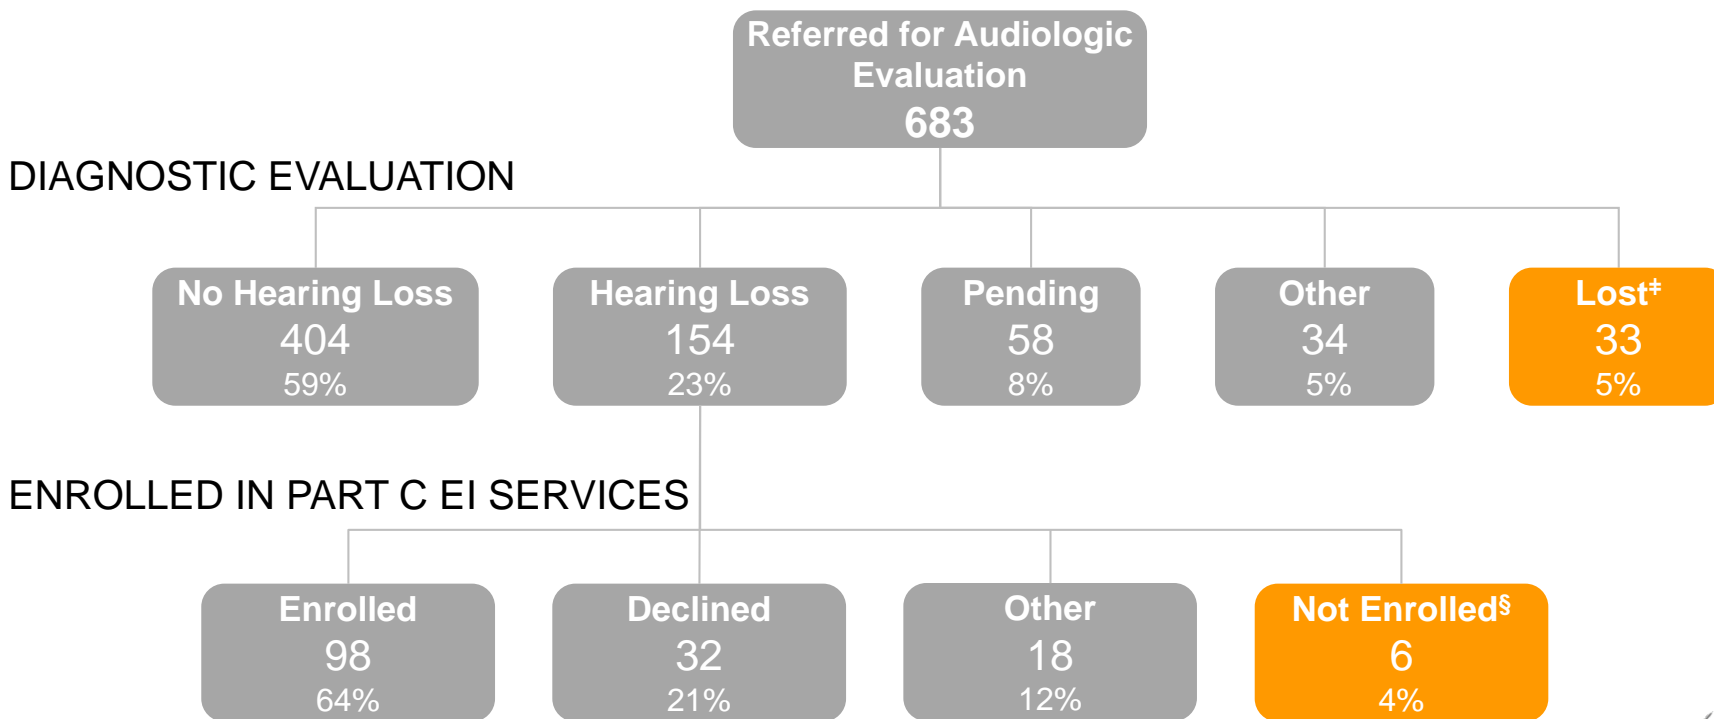 Referred for Audiologic
Evaluation
683
DIAGNOSTIC EVALUATION
No Hearing Loss
404
59%
Hearing Loss
154
23%
Pending
58
8%
Other
34
5%
Lost‡
33
5%
ENROLLED IN PART C EI SERVICES
Enrolled
98
64%
Declined
32
21%
Other
18
12%
Not Enrolled§
6
4%